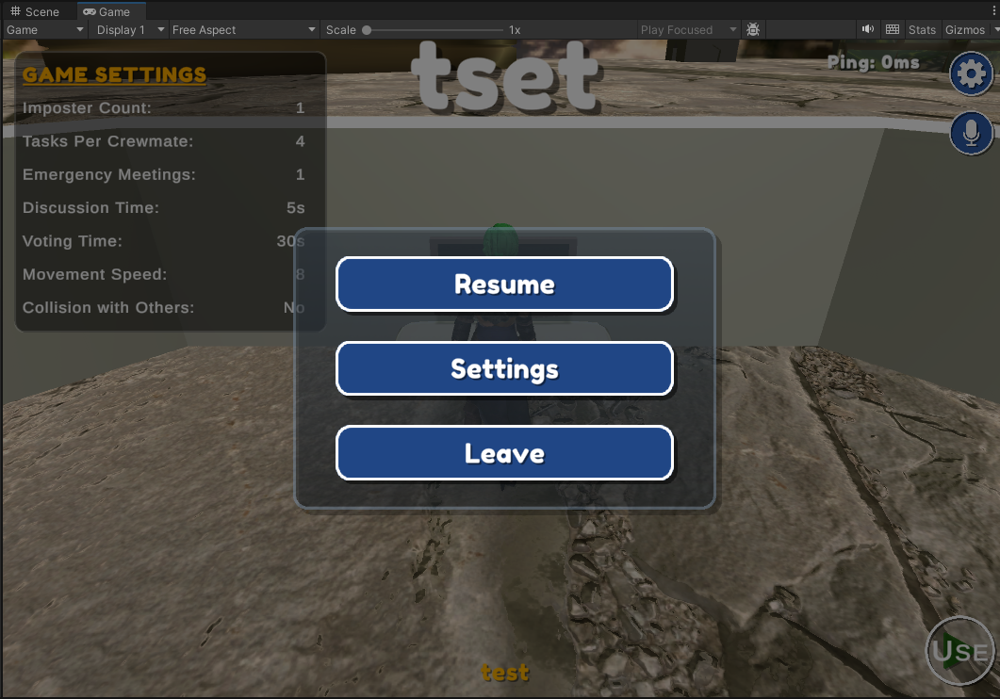 Scene
Game
Game
Display 1
Free Aspect
Scale
1x
Play Focused
Stats
Gizmos
GAME SETTINGS
Imposter Count: 1
Tasks Per Crewmate: 4
Emergency Meetings: 1
Discussion Time: 5s
Voting Time: 30s
Movement Speed: 8
Collision with Others: No
tset
Ping: 0ms
Resume
Settings
Leave
test
USE